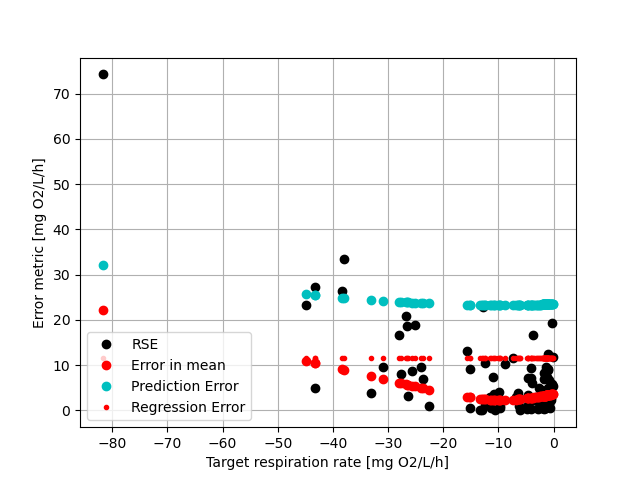 70
60
50
40
30
20
10
0
Error metric [mg O2/L/h]
RSE
Error in mean
Prediction Error
Regression Error
−80 −70 −60 −50 −40 −30 −20 −10 0
Target respiration rate [mg O2/L/h]